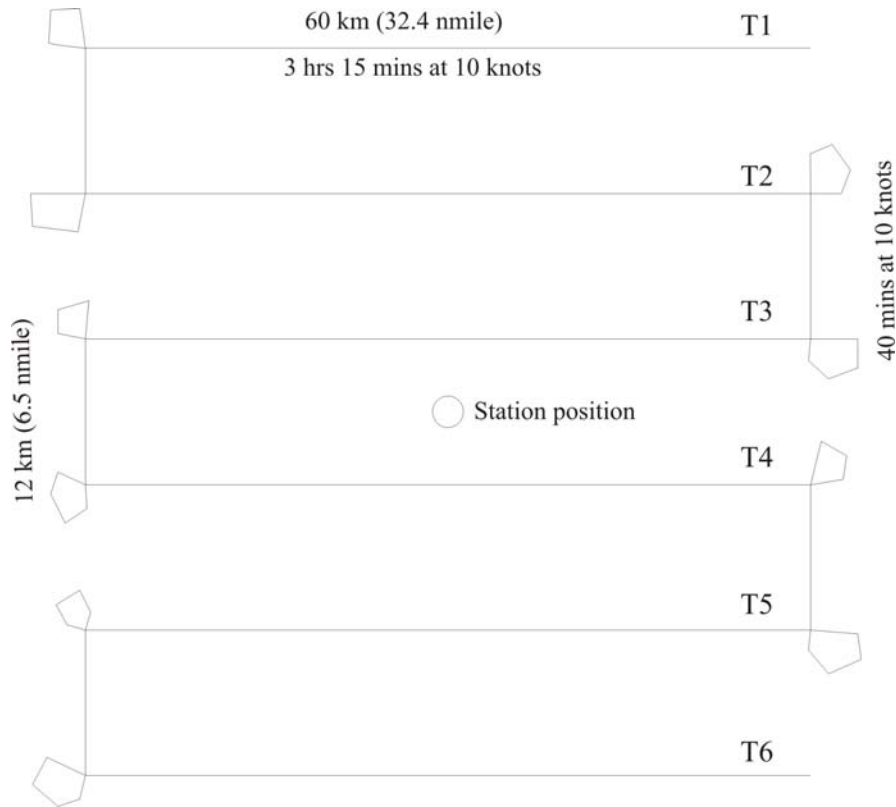 60 km (32.4 nmile)
T1
3 hrs 15 mins at 10 knots
T2
40 mins at 10 knots
T3
12 km (6.5 nmile)
Station position
T4
T5
T6